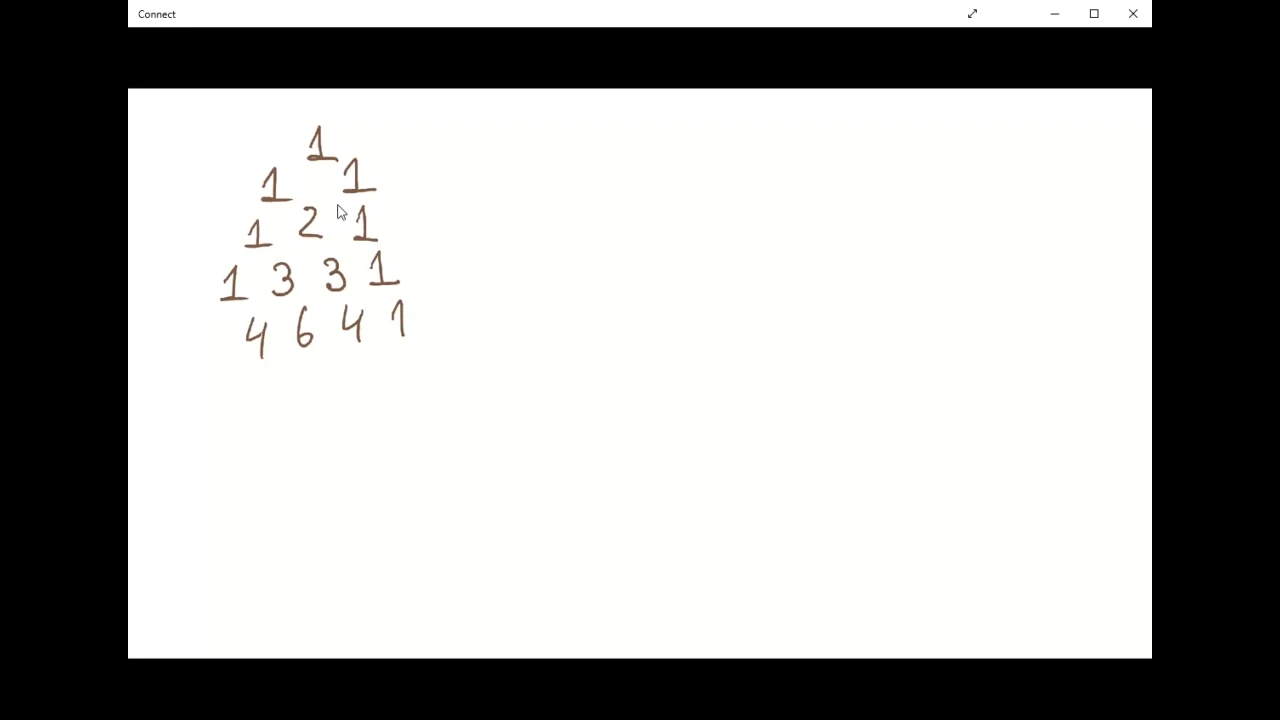 Connect
1
1 1
1 2 1
1 3 3 1
4 6 4 1